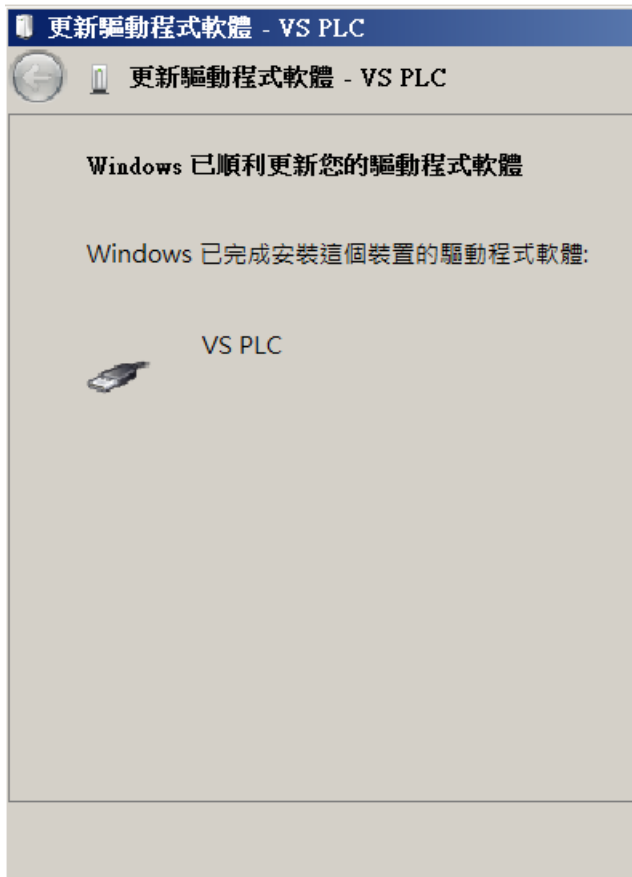 更新驅動程式軟體 - VS PLC
更新驅動程式軟體 - VS PLC
Windows 已順利更新您的驅動程式軟體
Windows 已完成安裝這個裝置的驅動程式軟體:
VS PLC